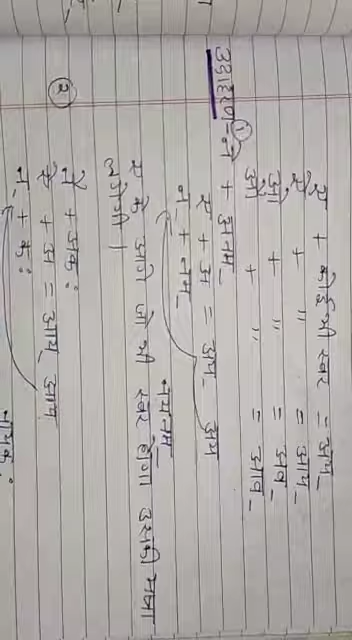 ए + कोई भी स्वर = अय्
ऐ + " = आय्
ओ + " = अव्
औ + " = आव्
उदाहरण - ① ने + अनम्
ए + अ = अय् अय
न् + नम्
नयनम्
ए के आगे जो भी स्वर होगा उसकी मात्रा
लगेगी।
② नै + अकः
ऐ + अ = आय् आय
न् + कः
नायकः